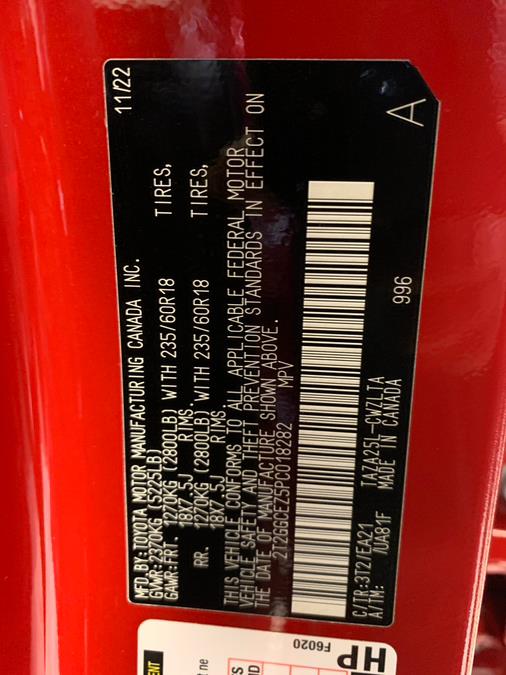 MFD.BY:TOYOTA MOTOR MANUFACTURING CANADA INC. 11/22
GVWR:2370KG (5225LB)
GAWR:FRT. 1270KG (2800LB) WITH 235/60R18 TIRES,
18X7.5J RIMS.
RR. 1270KG (2800LB) WITH 235/60R18 TIRES,
18X7.5J RIMS.
THIS VEHICLE CONFORMS TO ALL APPLICABLE FEDERAL MOTOR
VEHICLE SAFETY AND THEFT PREVENTION STANDARDS IN EFFECT ON
THE DATE OF MANUFACTURE SHOWN ABOVE.
2T2GGCEZ5PC018282 MPV
C/TR:3T2/EA21 TAZA25L-CWZLTA
A/TM: /UA81F MADE IN CANADA
996
A
HP
F6020